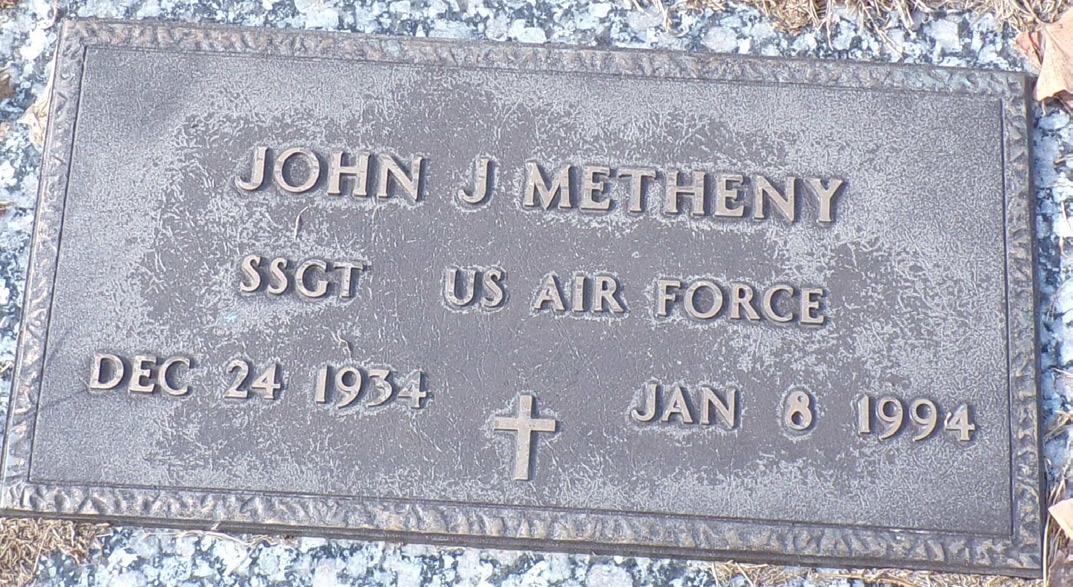 JOHN J METHENY
SSGT US AIR FORCE
DEC 24 1934 JAN 8 1994